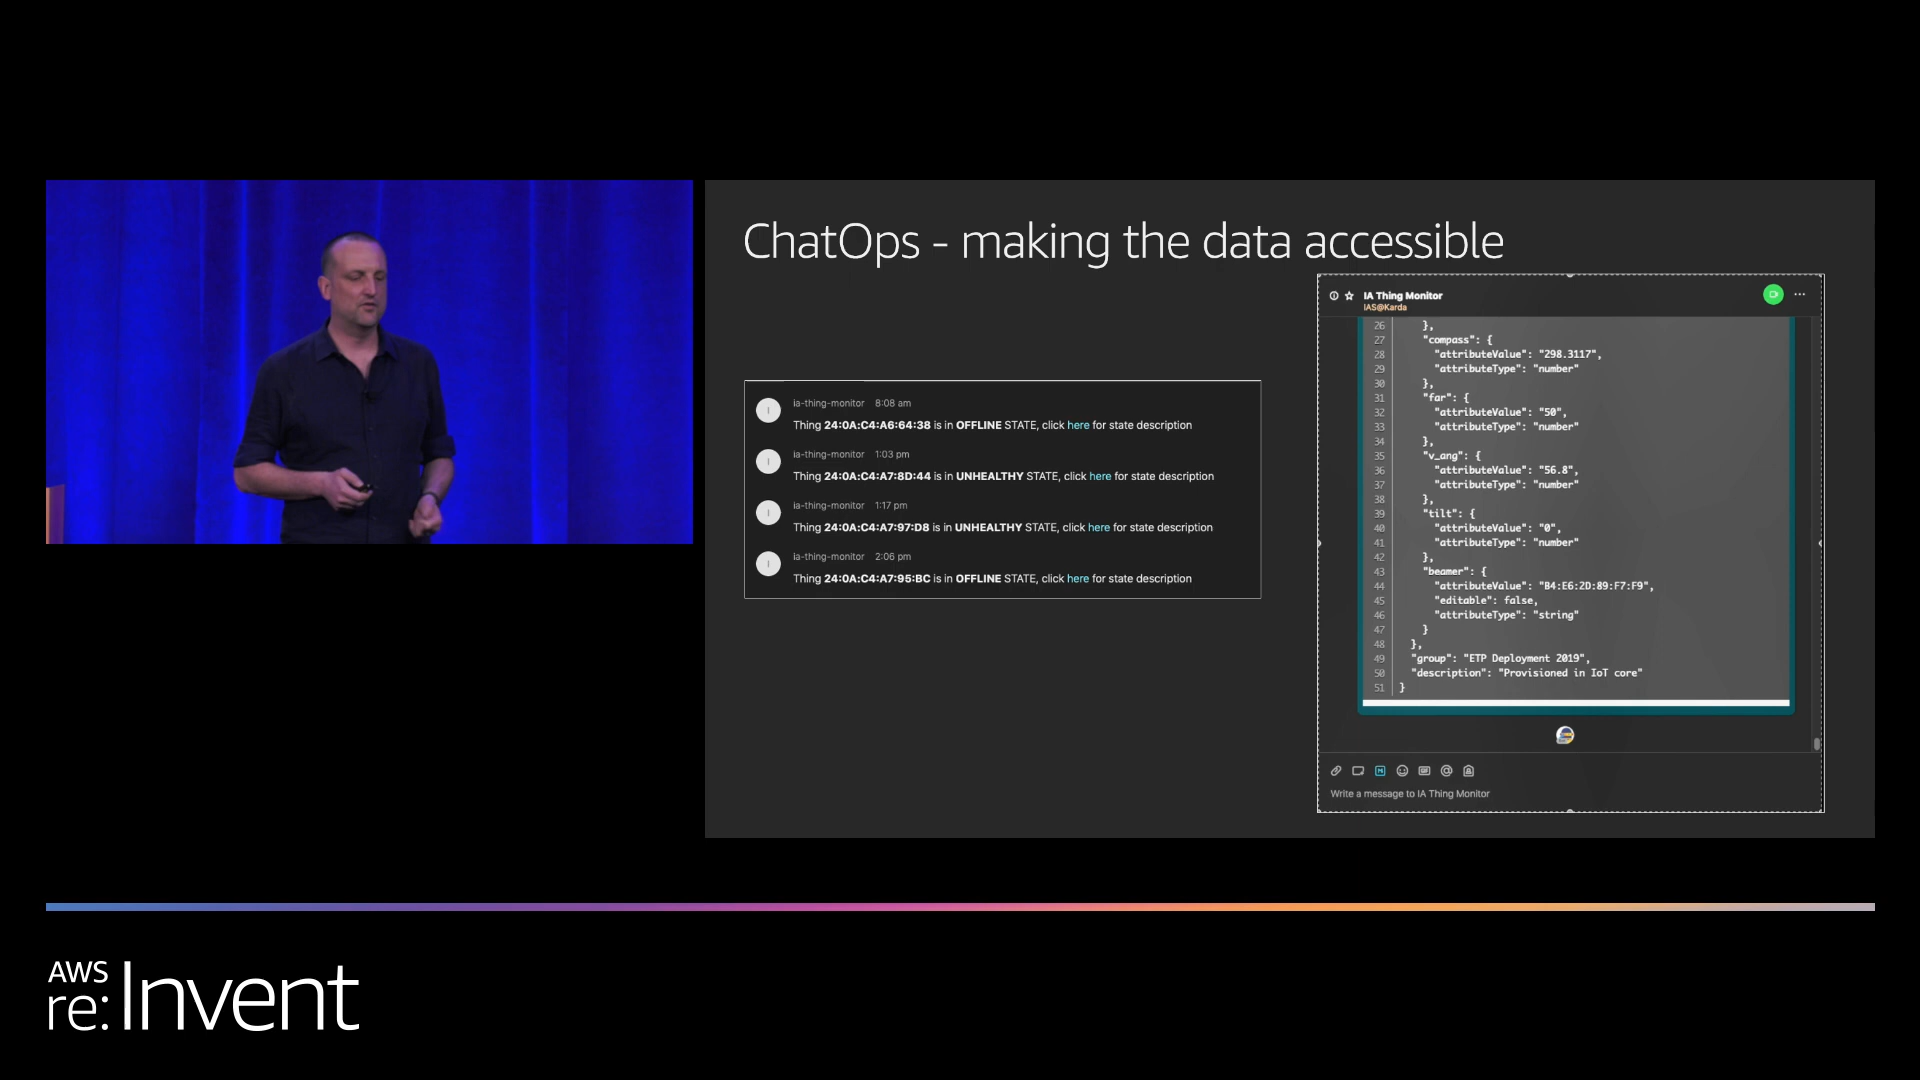 ChatOps - making the data accessible
ia-thing-monitor 8:08 am
Thing 24:0A:C4:A6:64:38 is in OFFLINE STATE, click here for state description
ia-thing-monitor 1:03 pm
Thing 24:0A:C4:A7:8D:44 is in UNHEALTHY STATE, click here for state description
ia-thing-monitor 1:17 pm
Thing 24:0A:C4:A7:97:D8 is in UNHEALTHY STATE, click here for state description
ia-thing-monitor 2:06 pm
Thing 24:0A:C4:A7:95:BC is in OFFLINE STATE, click here for state description
IA Thing Monitor
IAS@Karda
26 },
27 "compass": {
28 "attributeValue": "298.3117",
29 "attributeType": "number"
30 },
31 "far": {
32 "attributeValue": "50",
33 "attributeType": "number"
34 },
35 "v_ang": {
36 "attributeValue": "56.8",
37 "attributeType": "number"
38 },
39 "tilt": {
40 "attributeValue": "0",
41 "attributeType": "number"
42 },
43 "beamer": {
44 "attributeValue": "B4:E6:2D:89:F7:F9",
45 "editable": false,
46 "attributeType": "string"
47 }
48 },
49 "group": "ETP Deployment 2019",
50 "description": "Provisioned in IoT core"
51 }
Write a message to IA Thing Monitor
AWS
re:Invent